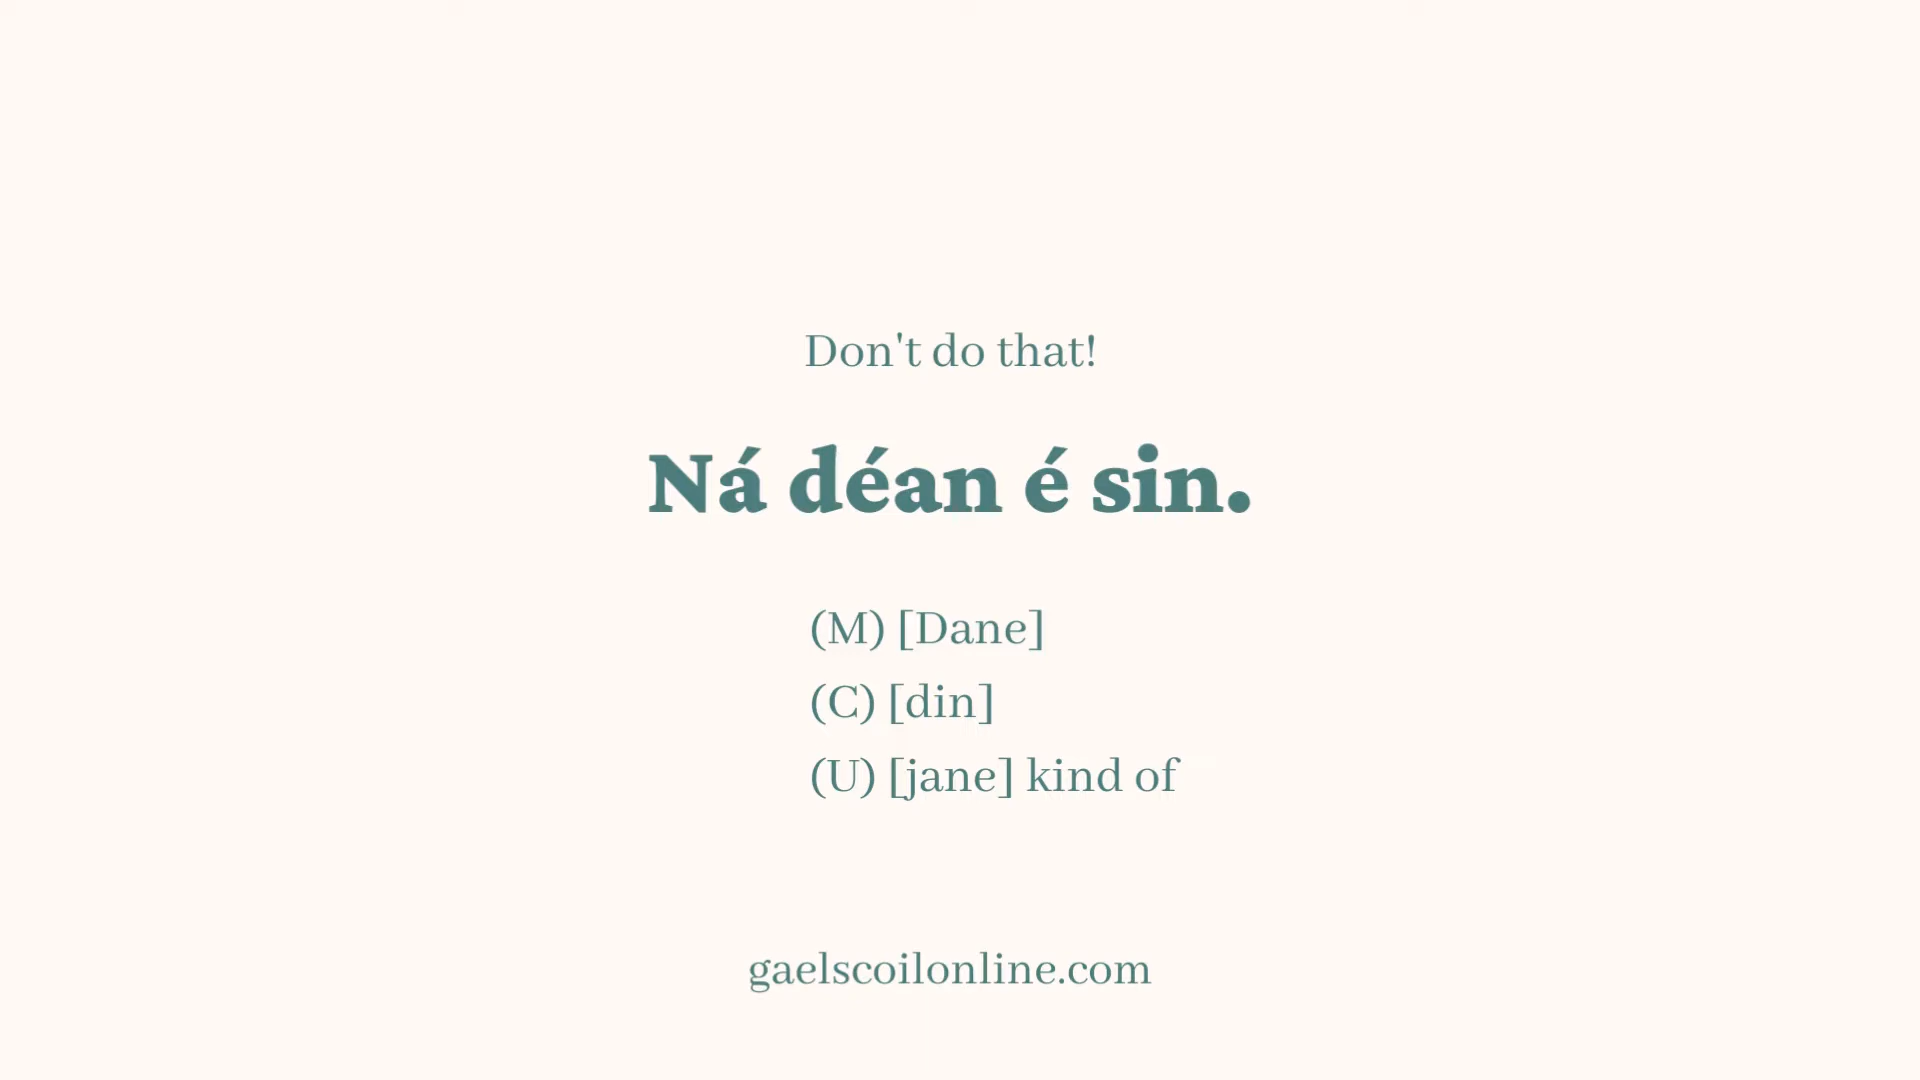 Don't do that!
Ná déan é sin.
(M) [Dane]
(C) [din]
(U) [jane] kind of
gaelscoilonline.com